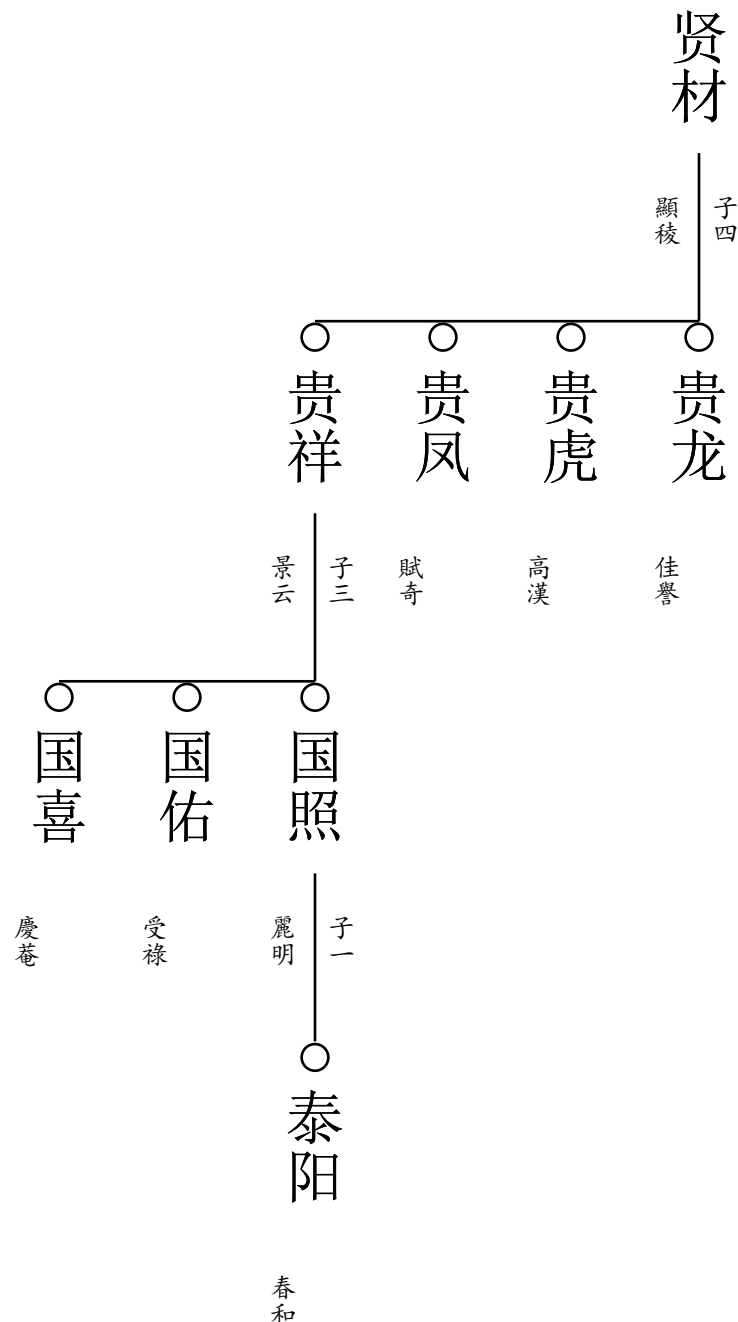 贤材
子四
顯稜
贵龙
贵虎
贵凤
贵祥
佳譽
高漢
賦奇
子三
景云
国照
国佑
国喜
子一
麗明
受祿
慶菴
泰阳
春和